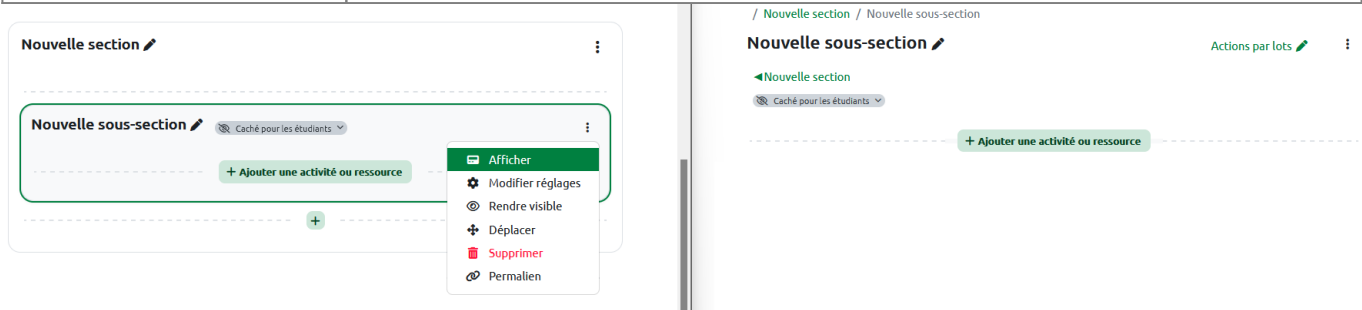 Nouvelle section
Nouvelle sous-section
Caché pour les étudiants
+ Ajouter une activité ou ressource
+
Afficher
Modifier réglages
Rendre visible
Déplacer
Supprimer
Permalien
/ Nouvelle section / Nouvelle sous-section
Nouvelle sous-section
Actions par lots
◄Nouvelle section
Caché pour les étudiants
+ Ajouter une activité ou ressource